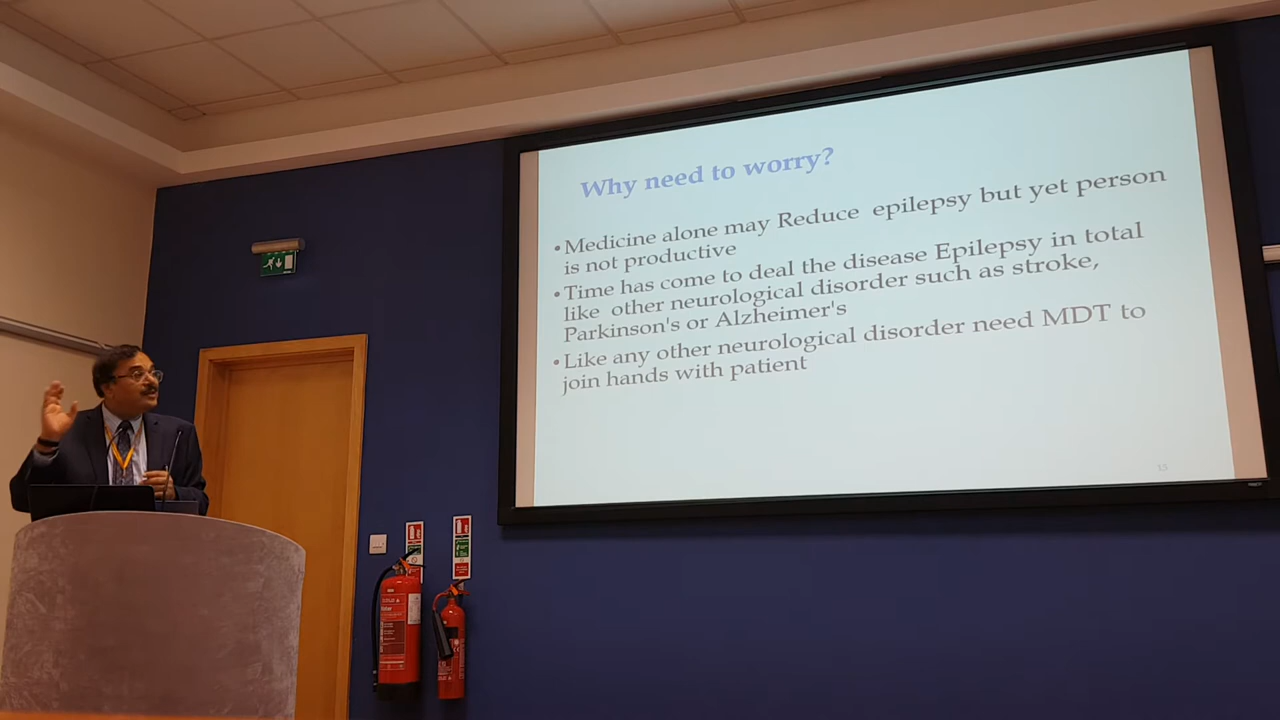 Why need to worry?
•Medicine alone may Reduce epilepsy but yet person
is not productive
•Time has come to deal the disease Epilepsy in total
like other neurological disorder such as stroke,
Parkinson's or Alzheimer's
•Like any other neurological disorder need MDT to
join hands with patient
15
Water